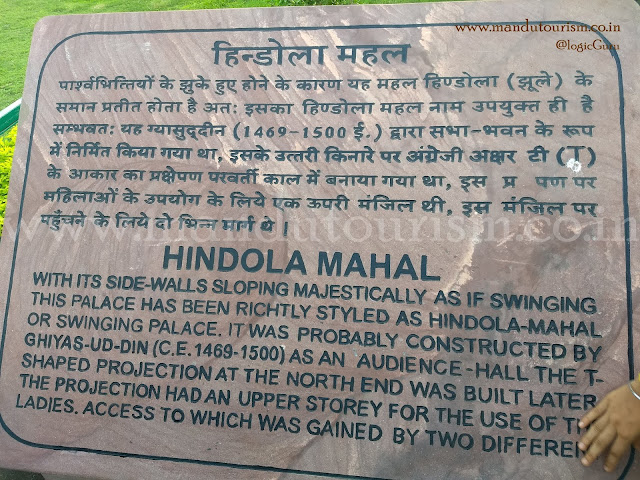 www.mandutourism.co.in
@logicGuru
हिन्डोला महल
पार्श्वभित्तियों के झुके हुए होने के कारण यह महल हिण्डोला (झूले) के
समान प्रतीत होता है अतः इसका हिण्डोला महल नाम उपयुक्त ही है
सम्भवतः यह ग्यासुद्दीन (1469-1500 ई.) द्वारा सभा-भवन के रूप
में निर्मित किया गया था, इसके उत्तरी किनारे पर अंग्रेजी अक्षर टी (T)
के आकार का प्रक्षेपण परवर्ती काल में बनाया गया था, इस प्र पण पर
महिलाओं के उपयोग के लिये एक ऊपरी मंजिल थी, इस मंजिल पर
पहुँचने के लिये दो भिन्न मार्ग थे।
www.mandutourism.co.in
HINDOLA MAHAL
WITH ITS SIDE-WALLS SLOPING MAJESTICALLY AS IF SWINGING
THIS PALACE HAS BEEN RICHTLY STYLED AS HINDOLA-MAHAL
OR SWINGING PALACE. IT WAS PROBABLY CONSTRUCTED BY
GHIYAS-UD-DIN (C.E.1469-1500) AS AN AUDIENCE-HALL THE T-
SHAPED PROJECTION AT THE NORTH END WAS BUILT LATER
THE PROJECTION HAD AN UPPER STOREY FOR THE USE OF
LADIES. ACCESS TO WHICH WAS GAINED BY TWO